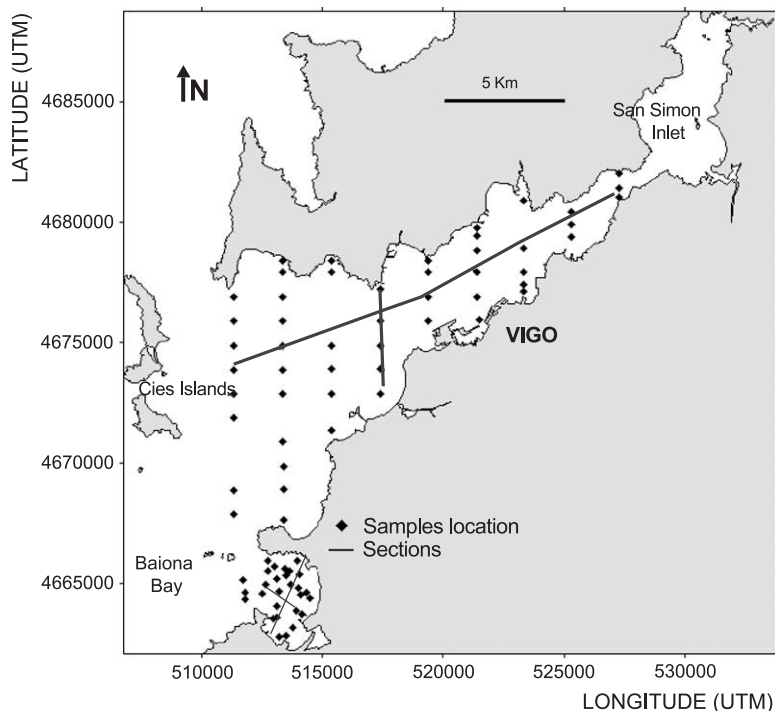 LATITUDE (UTM)
4685000
4680000
4675000
4670000
4665000
N
5 Km
San Simon
Inlet
VIGO
Cies Islands
Samples location
Sections
Baiona
Bay
510000 515000 520000 525000 530000
LONGITUDE (UTM)